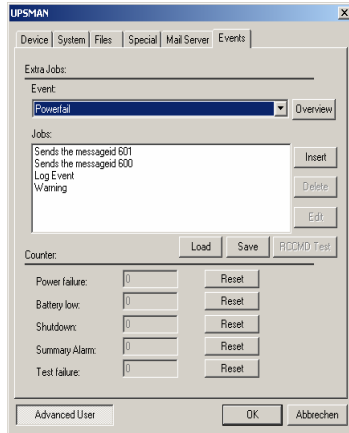 UPSMAN
Device System Files Special Mail Server Events
Extra Jobs:
Event:
Powerfail Overview
Jobs:
Sends the messageid 601
Sends the messageid 600
Log Event
Warning
Insert
Delete
Edit
Load Save RCCMD Test
Counter:
Power failure: 0 Reset
Battery low: 0 Reset
Shutdown: 0 Reset
Summary Alarm: 0 Reset
Test failure: 0 Reset
Advanced User OK Abbrechen